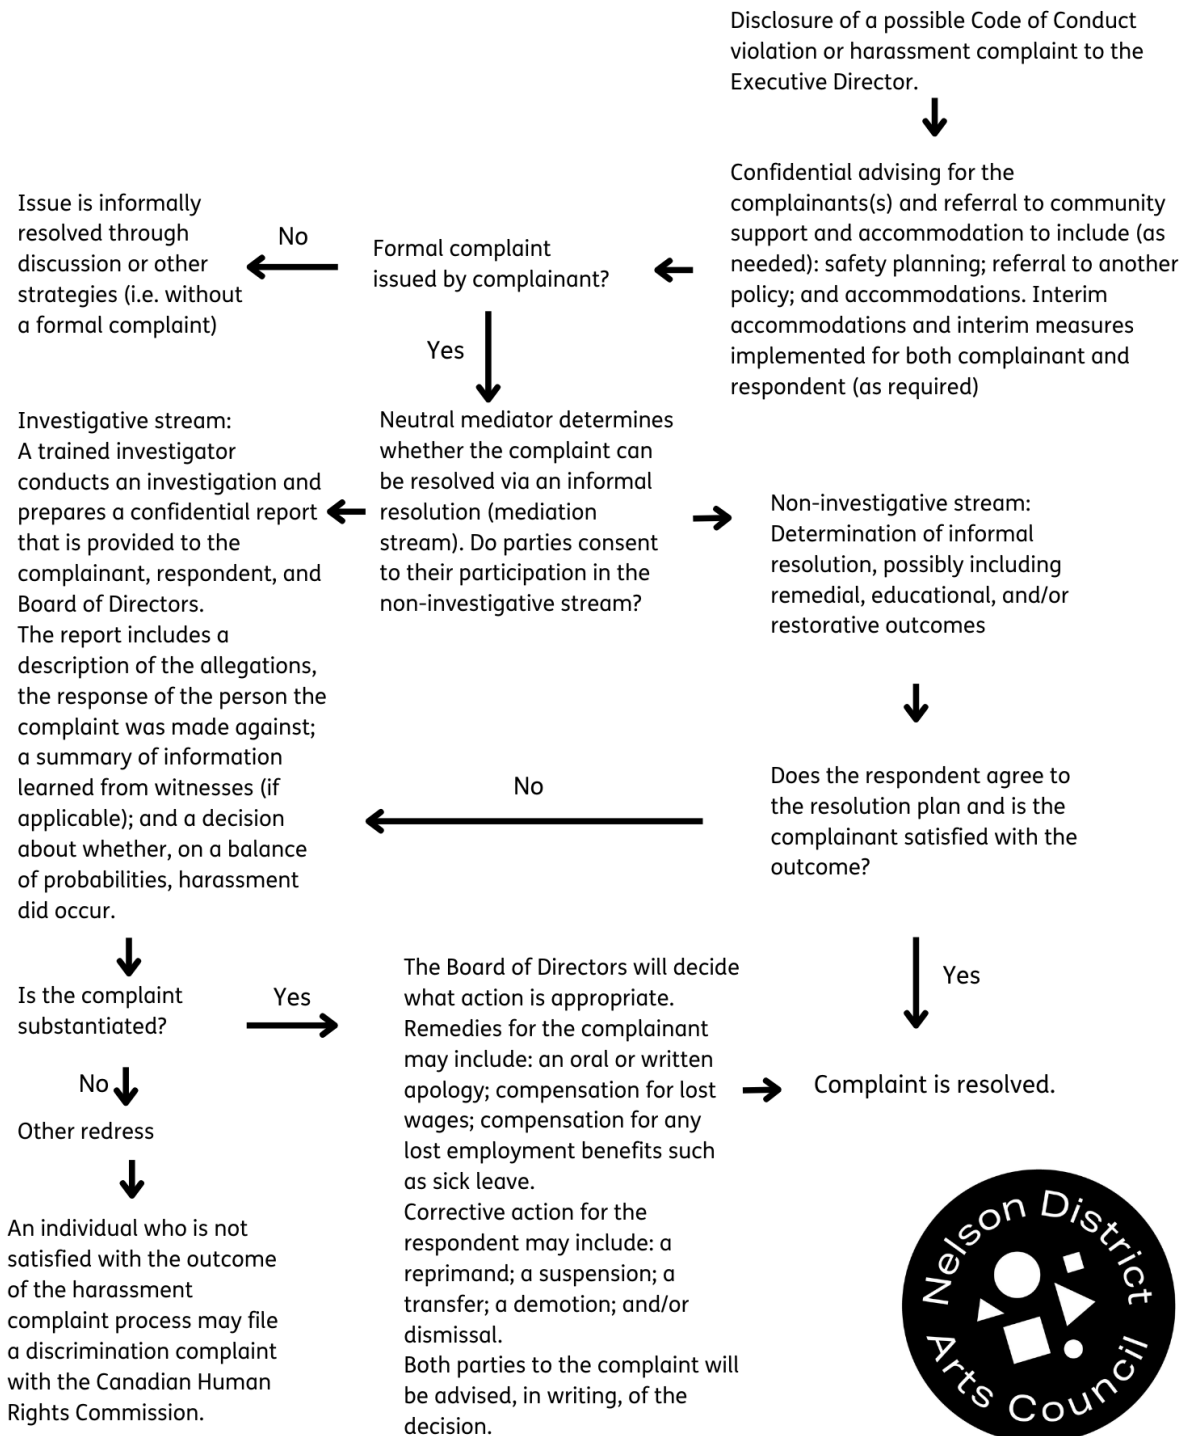 Disclosure of a possible Code of Conduct
violation or harassment complaint to the
Executive Director.
Confidential advising for the
complainants(s) and referral to community
support and accommodation to include (as
needed): safety planning; referral to another
policy; and accommodations. Interim
accommodations and interim measures
implemented for both complainant and
respondent (as required)
Formal complaint
issued by complainant?
No
Issue is informally
resolved through
discussion or other
strategies (i.e. without
a formal complaint)
Yes
Neutral mediator determines
whether the complaint can
be resolved via an informal
resolution (mediation
stream). Do parties consent
to their participation in the
non-investigative stream?
Investigative stream:
A trained investigator
conducts an investigation and
prepares a confidential report
that is provided to the
complainant, respondent, and
Board of Directors.
The report includes a
description of the allegations,
the response of the person the
complaint was made against;
a summary of information
learned from witnesses (if
applicable); and a decision
about whether, on a balance
of probabilities, harassment
did occur.
Non-investigative stream:
Determination of informal
resolution, possibly including
remedial, educational, and/or
restorative outcomes
Does the respondent agree to
the resolution plan and is the
complainant satisfied with the
outcome?
No
Yes
Is the complaint
substantiated?
Yes
The Board of Directors will decide
what action is appropriate.
Remedies for the complainant
may include: an oral or written
apology; compensation for lost
wages; compensation for any
lost employment benefits such
as sick leave.
Corrective action for the
respondent may include: a
reprimand; a suspension; a
transfer; a demotion; and/or
dismissal.
Both parties to the complaint will
be advised, in writing, of the
decision.
Complaint is resolved.
No
Other redress
An individual who is not
satisfied with the outcome
of the harassment
complaint process may file
a discrimination complaint
with the Canadian Human
Rights Commission.
Nelson District
Arts Council